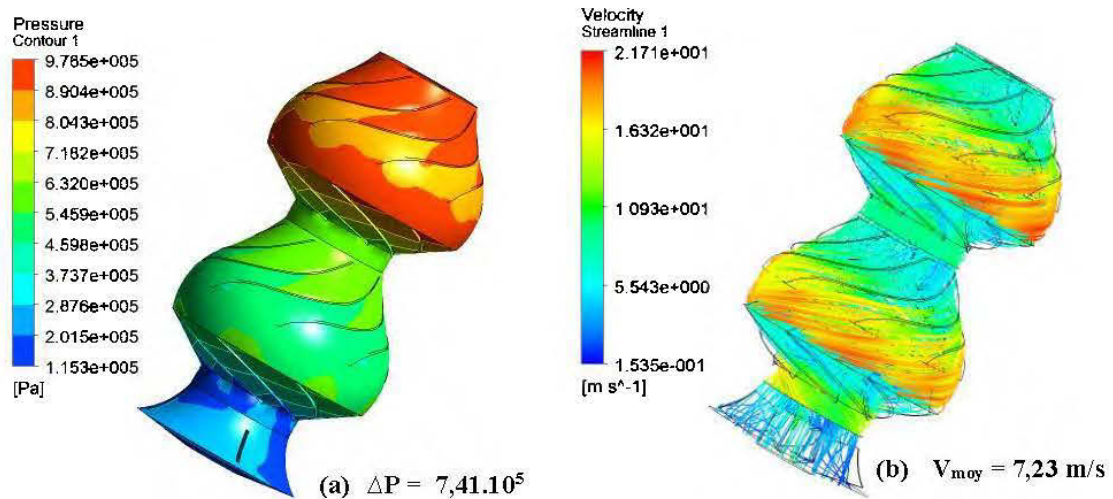 Pressure
Contour 1
9.765e+005
8.904e+005
8.043e+005
7.182e+005
6.320e+005
5.459e+005
4.598e+005
3.737e+005
2.876e+005
2.015e+005
1.153e+005
[Pa]
(a) ΔP = 7,41.10⁵
Velocity
Streamline 1
2.171e+001
1.632e+001
1 093e+001
5.543e+000
1.535e-001
[m s^-1]
(b) Vmoy = 7,23 m/s